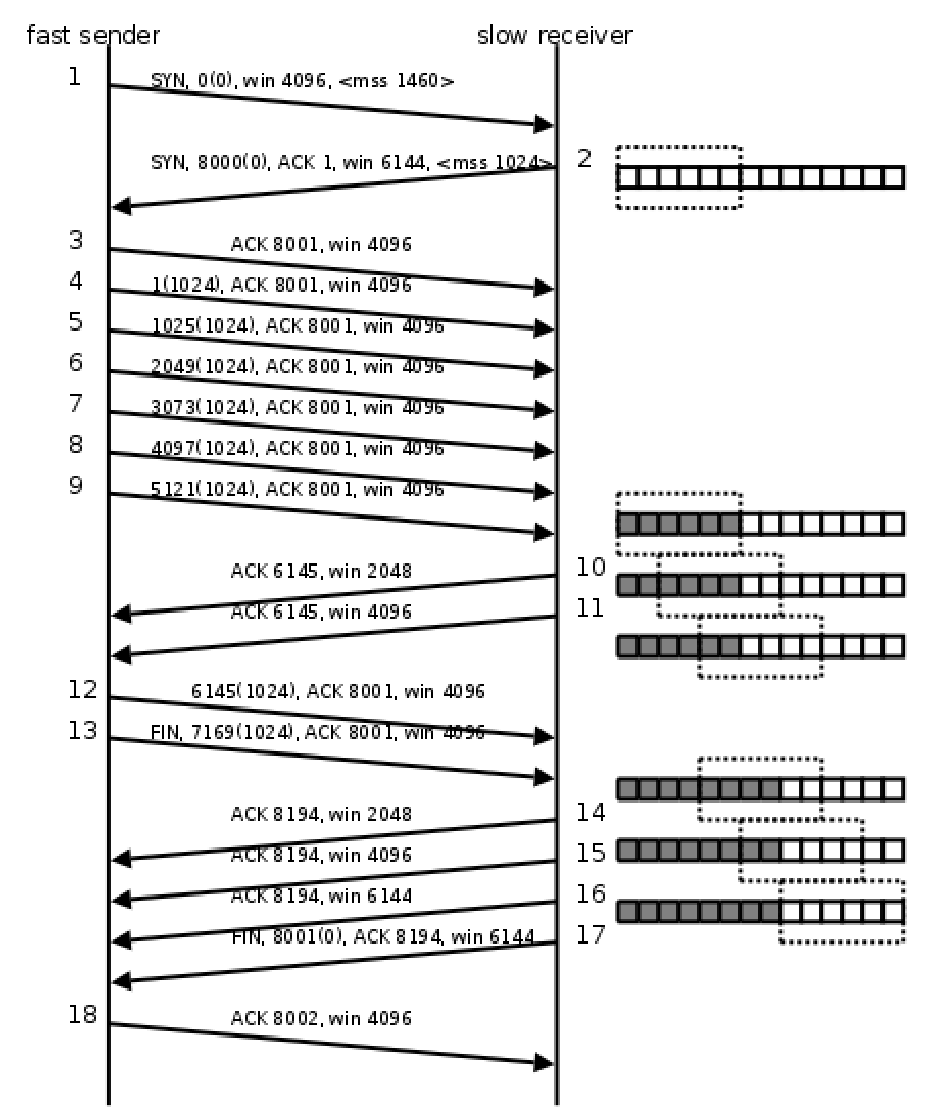 fast sender slow receiver
1 SYN, 0(0), win 4096, <mss 1460>
SYN, 8000(0), ACK 1, win 6144, <mss 1024> 2
3 ACK 8001, win 4096
4 1(1024), ACK 8001, win 4096
5 1025(1024), ACK 8001, win 4096
6 2049(1024), ACK 8001, win 4096
7 3073(1024), ACK 8001, win 4096
8 4097(1024), ACK 8001, win 4096
9 5121(1024), ACK 8001, win 4096
ACK 6145, win 2048 10
ACK 6145, win 4096 11
12 6145(1024), ACK 8001, win 4096
13 FIN, 7169(1024), ACK 8001, win 4096
ACK 8194, win 2048 14
ACK 8194, win 4096 15
ACK 8194, win 6144 16
FIN, 8001(0), ACK 8194, win 6144 17
18 ACK 8002, win 4096